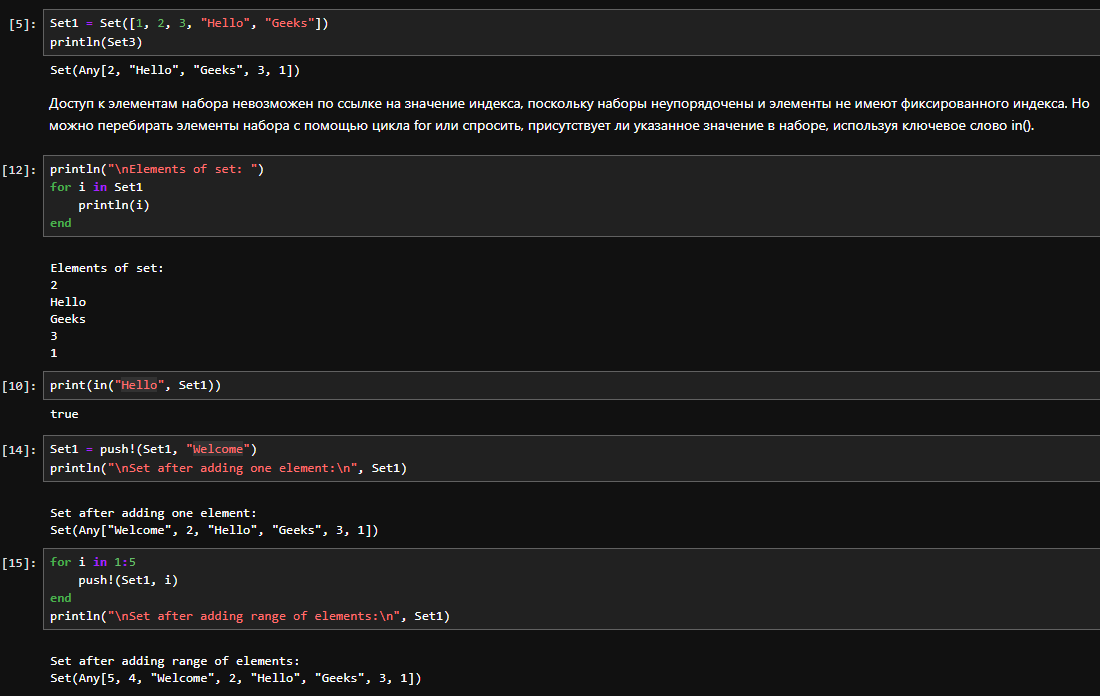 [5]: Set1 = Set([1, 2, 3, "Hello", "Geeks"])
println(Set3)
Set(Any[2, "Hello", "Geeks", 3, 1])
Доступ к элементам набора невозможен по ссылке на значение индекса, поскольку наборы неупорядочены и элементы не имеют фиксированного индекса. Но
можно перебирать элементы набора с помощью цикла for или спросить, присутствует ли указанное значение в наборе, используя ключевое слово in().
[12]: println("\nElements of set: ")
for i in Set1
    println(i)
end
Elements of set:
2
Hello
Geeks
3
1
[10]: print(in("Hello", Set1))
true
[14]: Set1 = push!(Set1, "Welcome")
println("\nSet after adding one element:\n", Set1)
Set after adding one element:
Set(Any["Welcome", 2, "Hello", "Geeks", 3, 1])
[15]: for i in 1:5
    push!(Set1, i)
end
println("\nSet after adding range of elements:\n", Set1)
Set after adding range of elements:
Set(Any[5, 4, "Welcome", 2, "Hello", "Geeks", 3, 1])